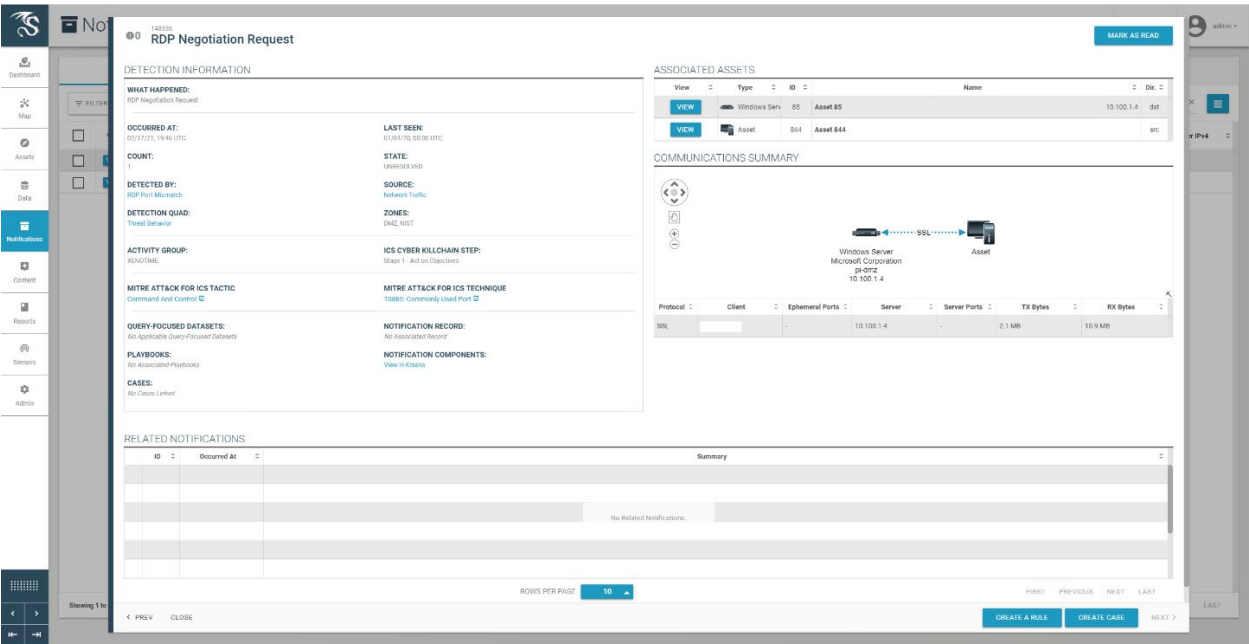 Not
admin
Dashboard
Map
Assets
Data
Notifications
Content
Reports
Sensors
Admin
FILTER
er IPv4
Showing 1 to
LAST
0
148536
RDP Negotiation Request
MARK AS READ
DETECTION INFORMATION
WHAT HAPPENED:
RDP Negotiation Request
OCCURRED AT:
02/17/21, 19:46 UTC
LAST SEEN:
01/01/70, 00:00 UTC
COUNT:
1
STATE:
UNRESOLVED
DETECTED BY:
RDP Port Mismatch
SOURCE:
Network Traffic
DETECTION QUAD:
Threat Behavior
ZONES:
DMZ, NIST
ACTIVITY GROUP:
XENOTIME
ICS CYBER KILLCHAIN STEP:
Stage 1 - Act on Objectives
MITRE ATT&CK FOR ICS TACTIC
Command And Control
MITRE ATT&CK FOR ICS TECHNIQUE
T0885: Commonly Used Port
QUERY-FOCUSED DATASETS:
No Applicable Query-Focused Datasets
NOTIFICATION RECORD:
No Associated Record
PLAYBOOKS:
No Associated Playbooks
NOTIFICATION COMPONENTS:
View in Kibana
CASES:
No Cases Linked
ASSOCIATED ASSETS
View Type ID Name Dir.
VIEW Windows Serv 85 Asset 85 10.100.1.4 dst
VIEW Asset 844 Asset 844 src
COMMUNICATIONS SUMMARY
SSL
Windows Server
Microsoft Corporation
pi-dmz
10.100.1.4
Asset
Protocol Client Ephemeral Ports Server Server Ports TX Bytes RX Bytes
SSL - 10.100.1.4 - 2.1 MB
RELATED NOTIFICATIONS
ID Occurred At Summary
No Related Notifications.
ROWS PER PAGE 10
FIRST PREVIOUS NEXT LAST
< PREV CLOSE
CREATE A RULE CREATE CASE NEXT >